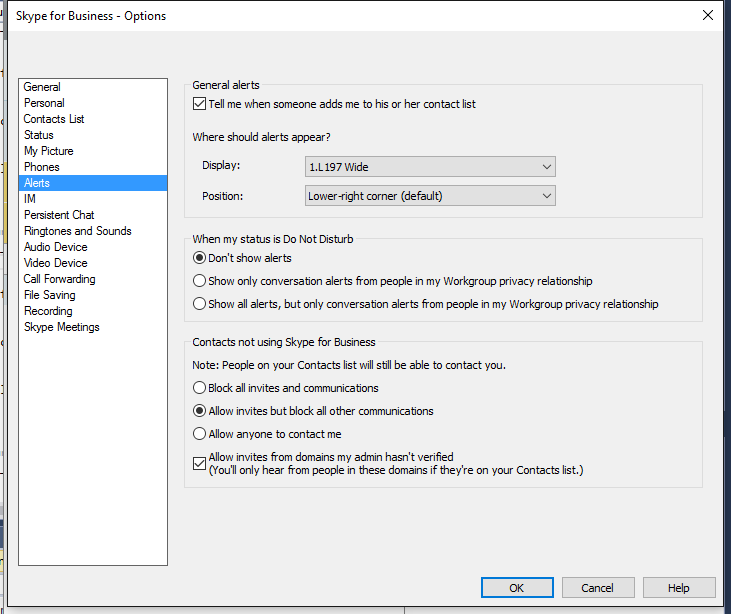 Skype for Business - Options
General
Personal
Contacts List
Status
My Picture
Phones
Alerts
IM
Persistent Chat
Ringtones and Sounds
Audio Device
Video Device
Call Forwarding
File Saving
Recording
Skype Meetings
General alerts
Tell me when someone adds me to his or her contact list
Where should alerts appear?
Display: 1.L197 Wide
Position: Lower-right corner (default)
When my status is Do Not Disturb
Don't show alerts
Show only conversation alerts from people in my Workgroup privacy relationship
Show all alerts, but only conversation alerts from people in my Workgroup privacy relationship
Contacts not using Skype for Business
Note: People on your Contacts list will still be able to contact you.
Block all invites and communications
Allow invites but block all other communications
Allow anyone to contact me
Allow invites from domains my admin hasn't verified
(You'll only hear from people in these domains if they're on your Contacts list.)
OK Cancel Help